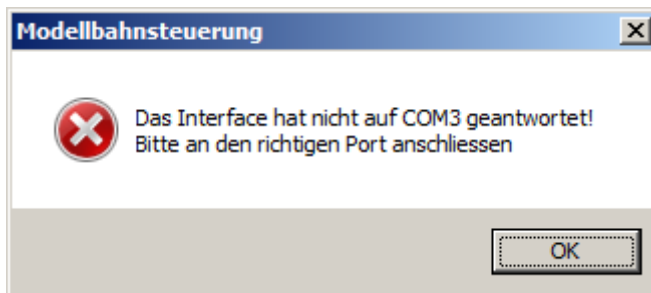 Modellbahnsteuerung
Das Interface hat nicht auf COM3 geantwortet!
Bitte an den richtigen Port anschliessen
OK